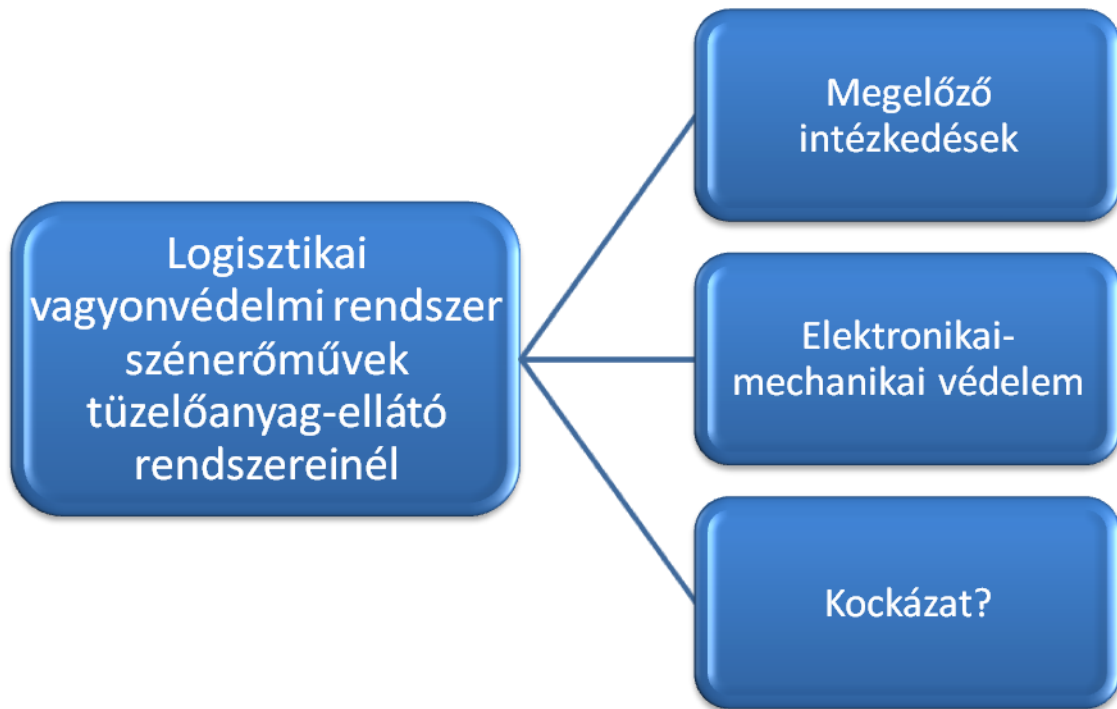 Logisztikai
vagyonvédelmi rendszer
szénerőművek
tüzelőanyag-ellátó
rendszereinél
Megelőző
intézkedések
Elektronikai-
mechanikai védelem
Kockázat?